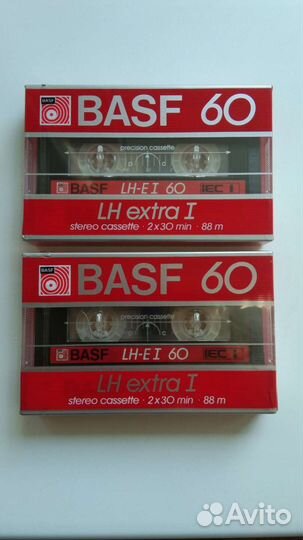 BASF
BASF 60
precision cassette
BASF LH-E I 60 IEC I
LH extra I
stereo cassette · 2x30 min · 88 m
BASF
BASF 60
precision cassette
BASF LH-E I 60 IEC I
LH extra I
stereo cassette · 2x30 min · 88 m
Avito